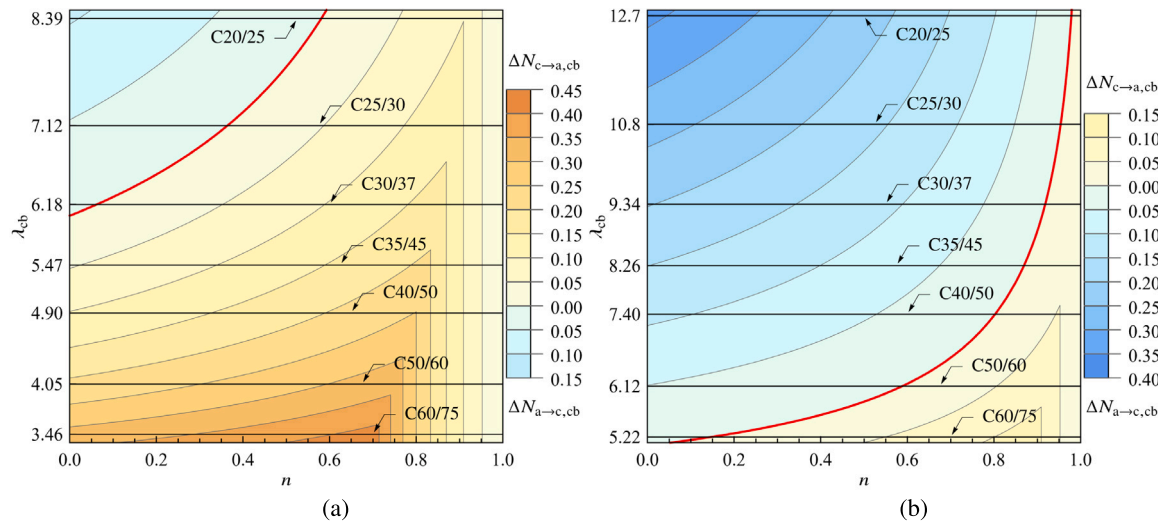 8.39
7.12
6.18
5.47
4.90
4.05
3.46
λcb
C20/25
C25/30
C30/37
C35/45
C40/50
C50/60
C60/75
0.0
0.2
0.4
0.6
0.8
1.0
n
(a)
ΔNc→a,cb
0.45
0.40
0.35
0.30
0.25
0.20
0.15
0.10
0.05
0.00
0.05
0.10
0.15
ΔNa→c,cb
12.7
10.8
9.34
8.26
7.40
6.12
5.22
λcb
C20/25
C25/30
C30/37
C35/45
C40/50
C50/60
C60/75
0.0
0.2
0.4
0.6
0.8
1.0
n
(b)
ΔNc→a,cb
0.15
0.10
0.05
0.00
0.05
0.10
0.15
0.20
0.25
0.30
0.35
0.40
ΔNa→c,cb